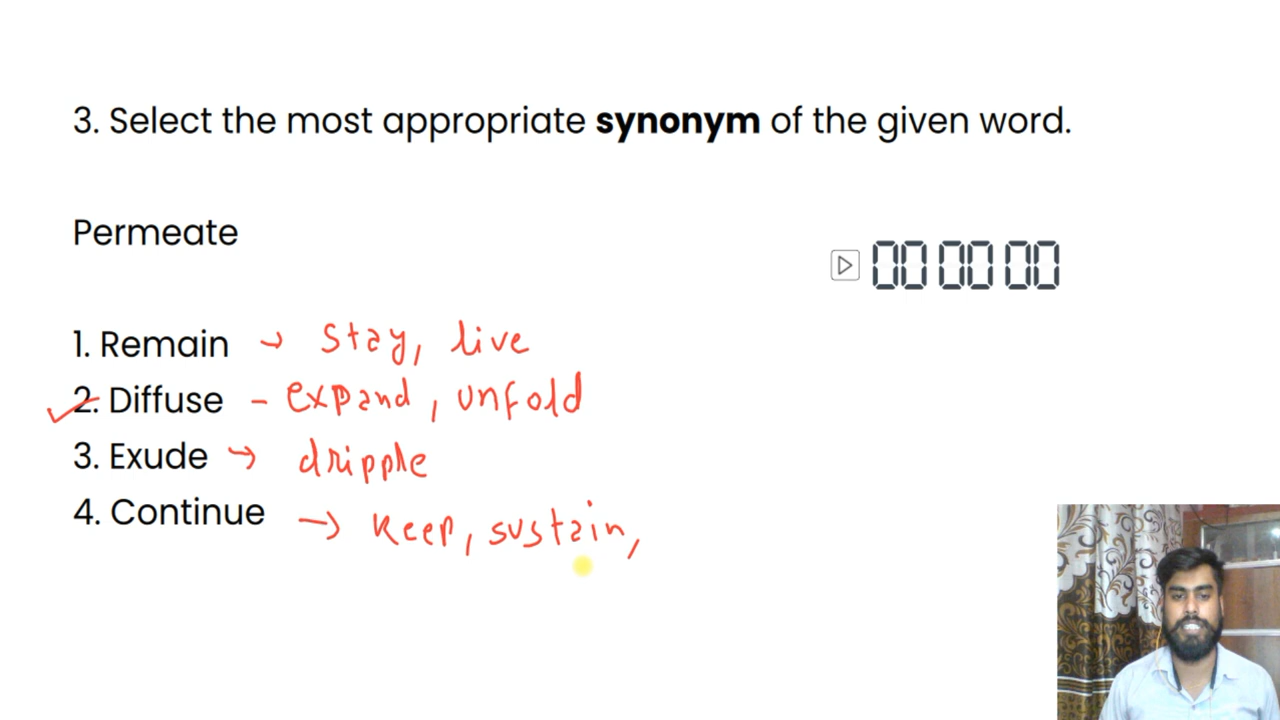 3. Select the most appropriate synonym of the given word.
Permeate
00 00 00
1. Remain → stay, live
2. Diffuse - expand, unfold
3. Exude → dripple
4. Continue → keep, sustain,